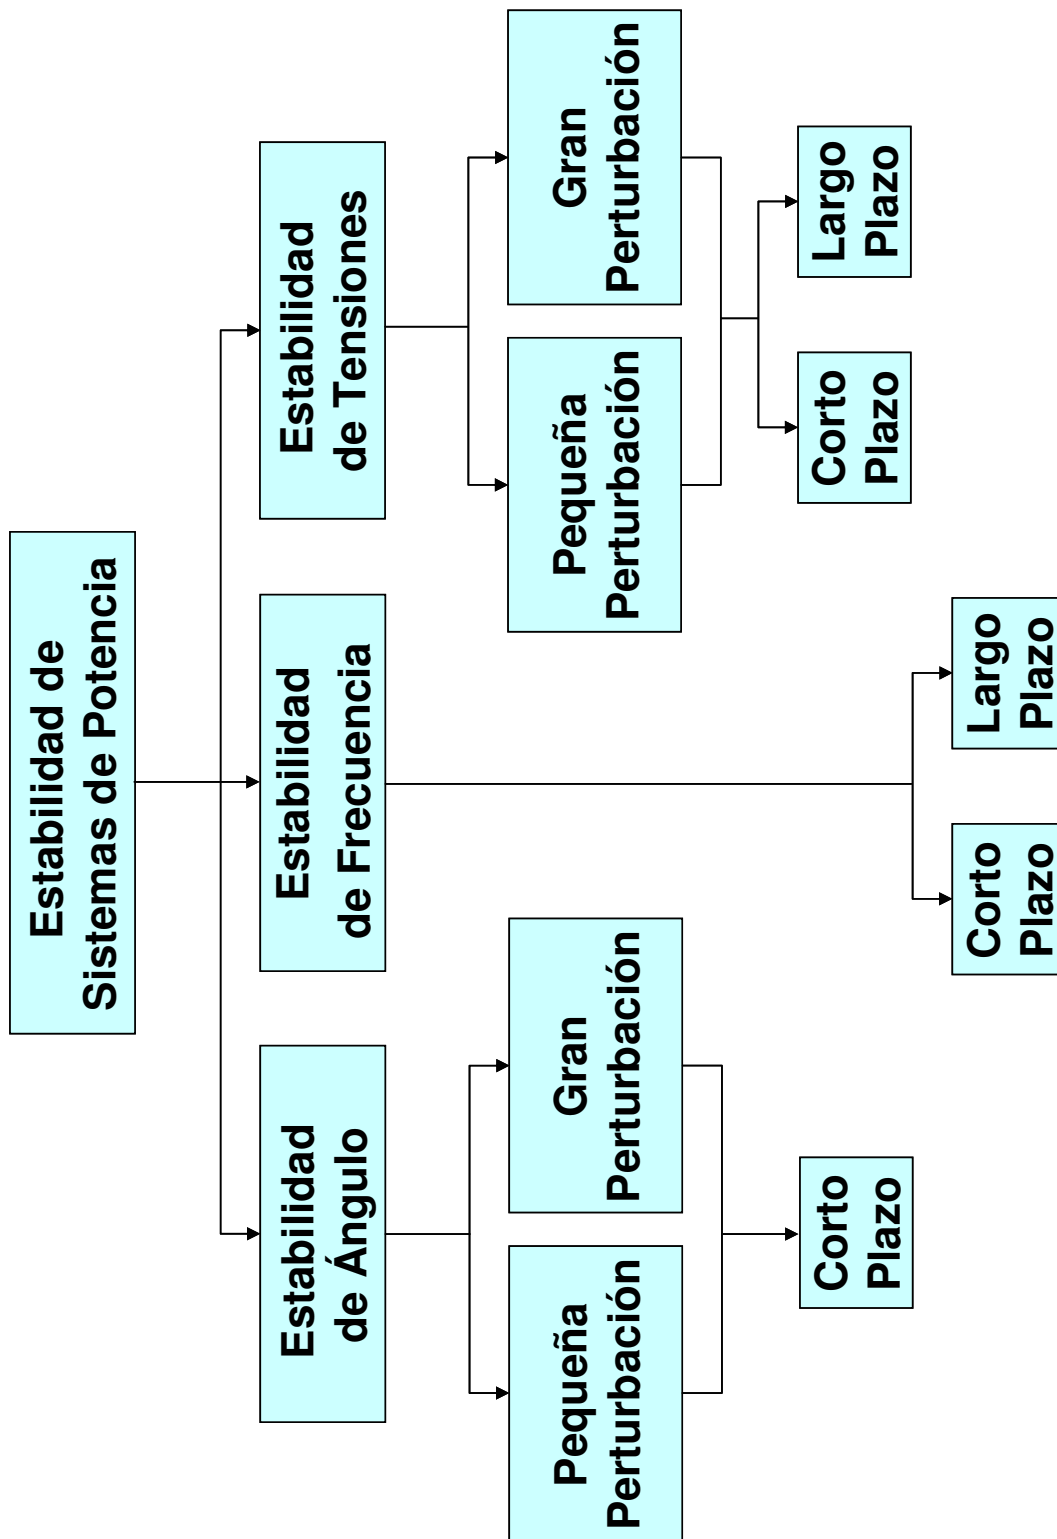 Estabilidad de
Sistemas de Potencia
Estabilidad
de Ángulo
Estabilidad
de Frecuencia
Estabilidad
de Tensiones
Pequeña
Perturbación
Gran
Perturbación
Pequeña
Perturbación
Gran
Perturbación
Corto
Plazo
Corto
Plazo
Largo
Plazo
Corto
Plazo
Largo
Plazo